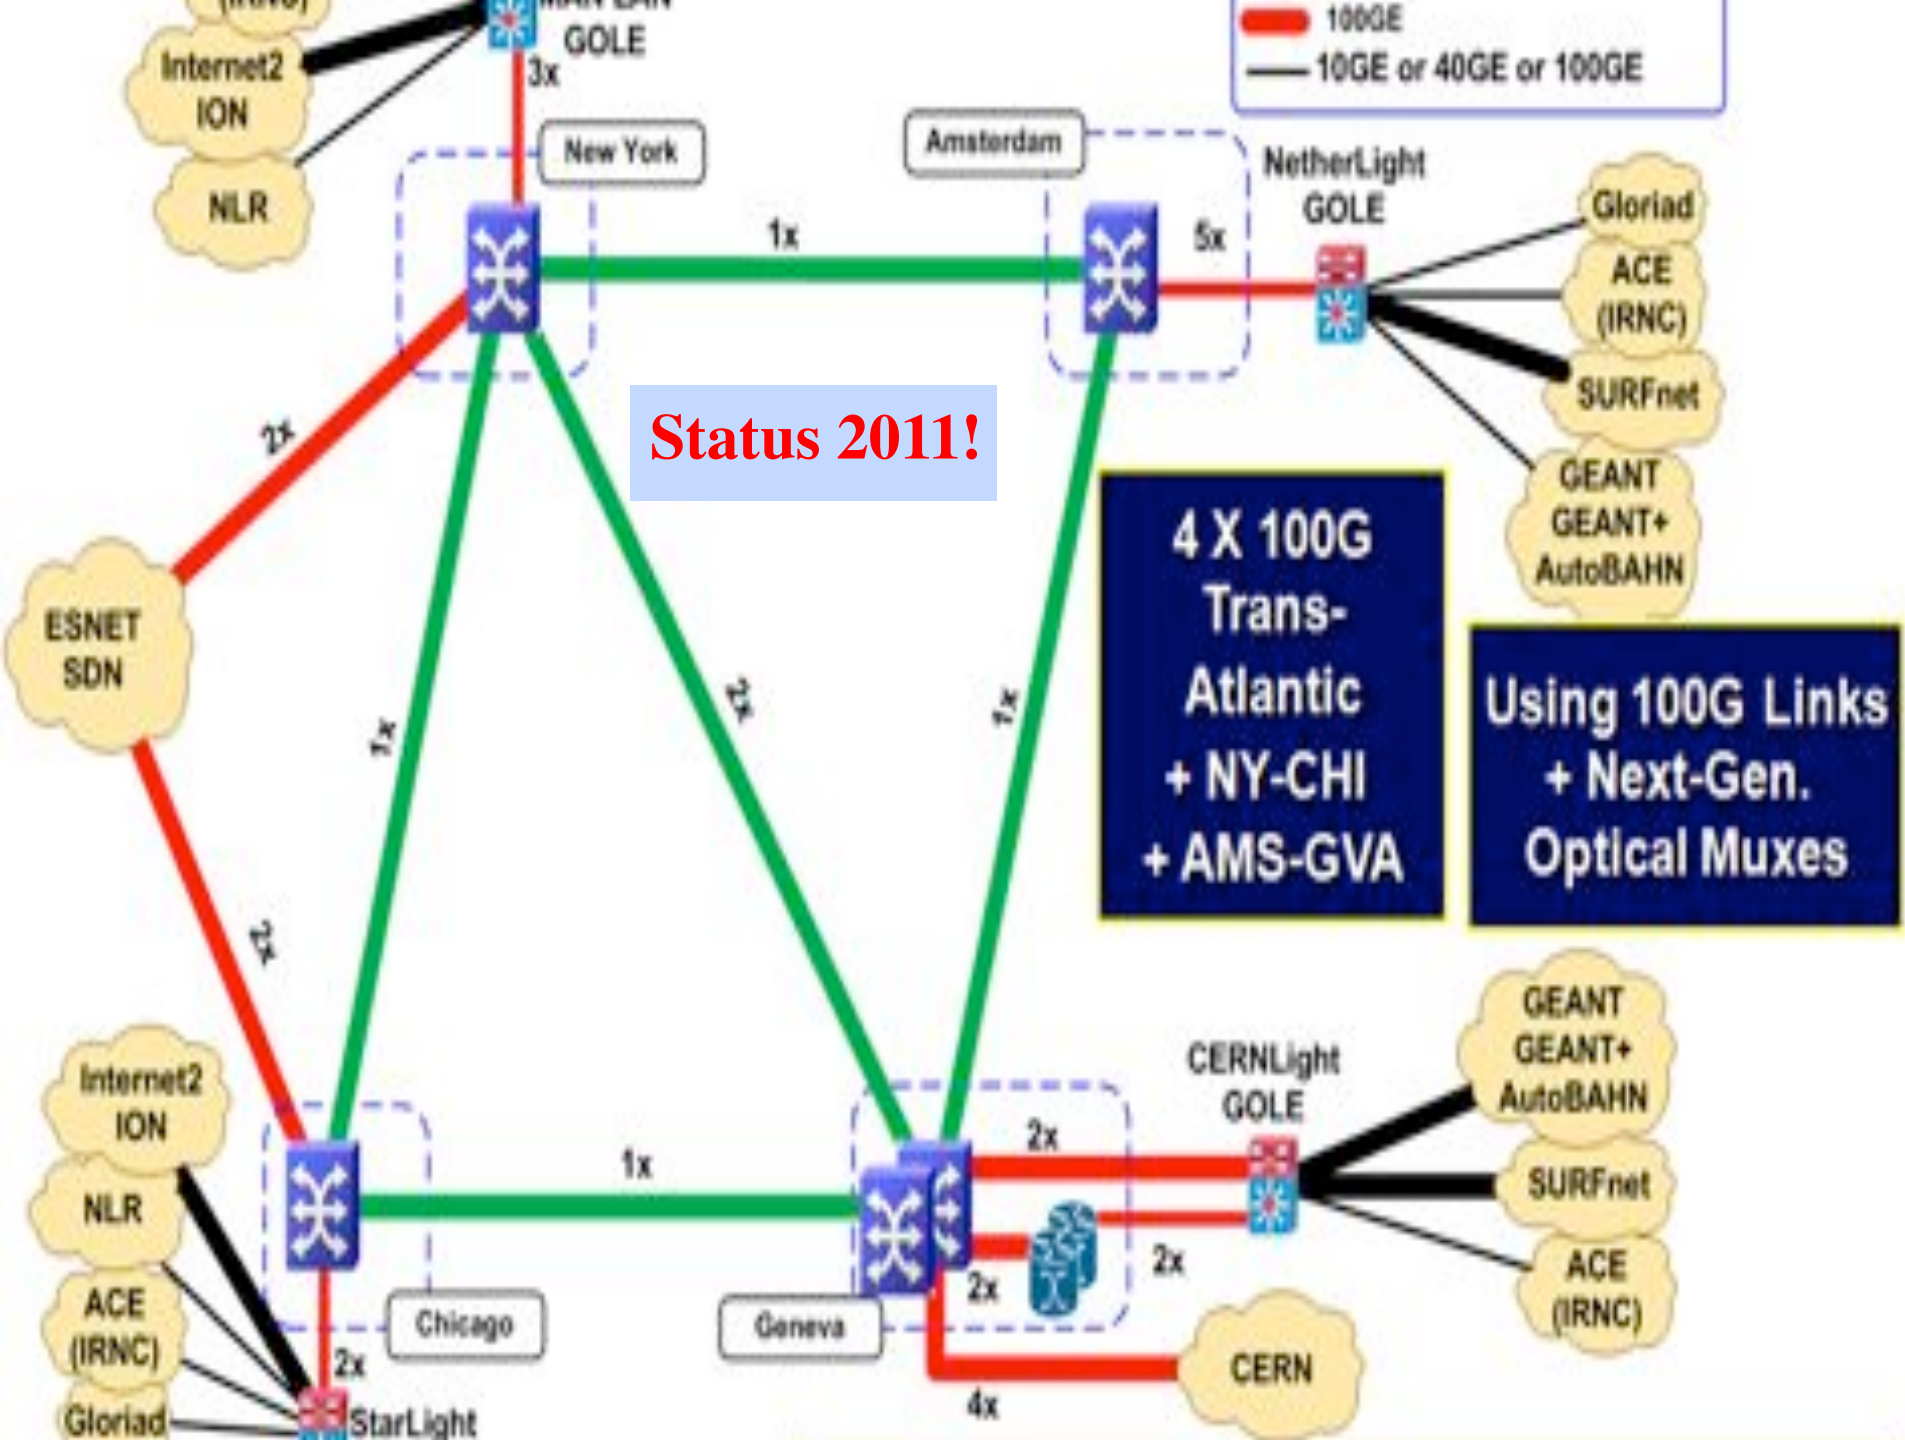 (IRNC)
MAN LAN
GOLE
3x
Internet2
ION
NLR
100GE
10GE or 40GE or 100GE
New York
Amsterdam
NetherLight
GOLE
1x
5x
Gloriad
ACE
(IRNC)
SURFnet
GEANT
GEANT+
AutoBAHN
2x
Status 2011!
4 X 100G
Trans-
Atlantic
+ NY-CHI
+ AMS-GVA
Using 100G Links
+ Next-Gen.
Optical Muxes
ESNET
SDN
1x
2x
1x
2x
Internet2
ION
NLR
ACE
(IRNC)
Gloriad
1x
2x
CERNLight
GOLE
GEANT
GEANT+
AutoBAHN
SURFnet
ACE
(IRNC)
2x
2x
Chicago
Geneva
2x
StarLight
CERN
4x